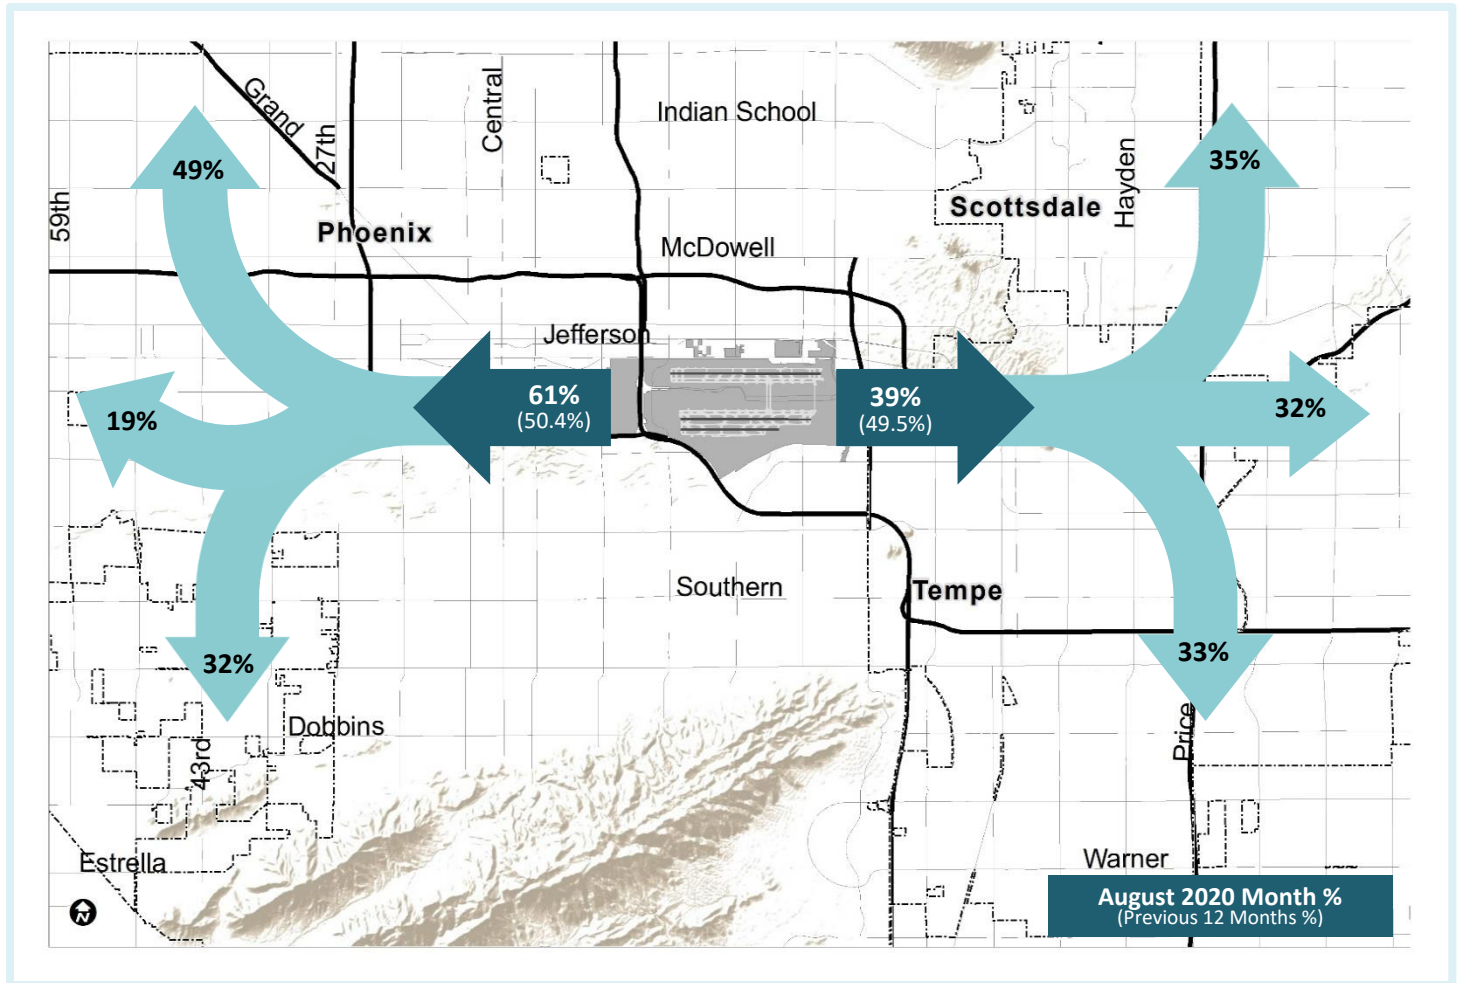 Grand
27th
Central
Indian School
Hayden
35%
49%
59th
Phoenix
Scottsdale
McDowell
Jefferson
61%
(50.4%)
39%
(49.5%)
32%
19%
Southern
Tempe
32%
33%
Dobbins
43rd
Price
Estrella
Warner
N
August 2020 Month %
(Previous 12 Months %)